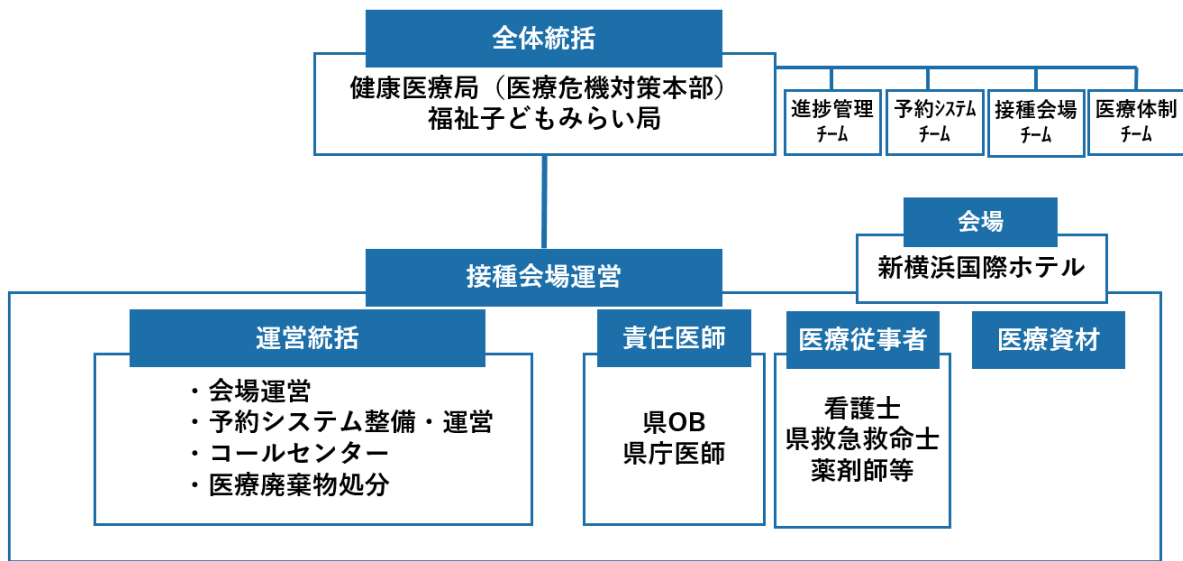 全体統括
健康医療局（医療危機対策本部）
福祉子どもみらい局
進捗管理
ﾁｰﾑ
予約ｼｽﾃﾑ
ﾁｰﾑ
接種会場
ﾁｰﾑ
医療体制
ﾁｰﾑ
会場
新横浜国際ホテル
接種会場運営
運営統括
・会場運営
・予約システム整備・運営
・コールセンター
・医療廃棄物処分
責任医師
県OB
県庁医師
医療従事者
看護士
県救急救命士
薬剤師等
医療資材